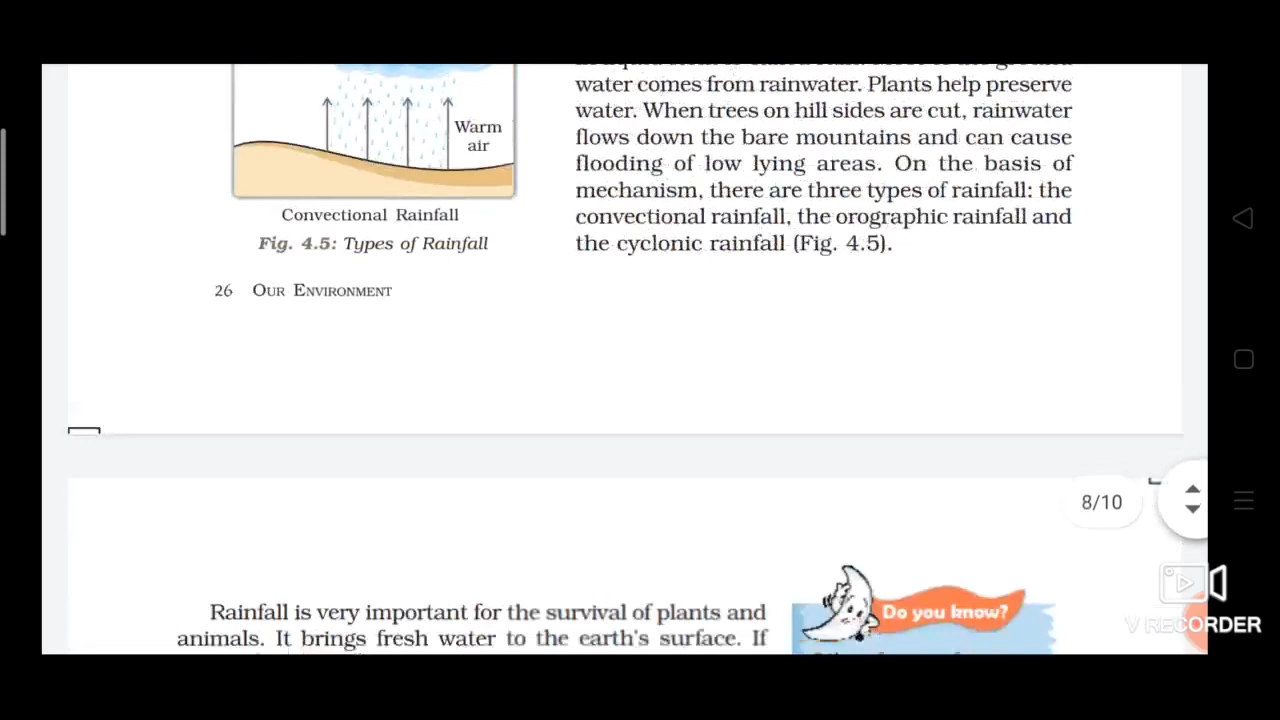 Warm
air
Convectional Rainfall
Fig. 4.5: Types of Rainfall
26 OUR ENVIRONMENT
water comes from rainwater. Plants help preserve
water. When trees on hill sides are cut, rainwater
flows down the bare mountains and can cause
flooding of low lying areas. On the basis of
mechanism, there are three types of rainfall: the
convectional rainfall, the orographic rainfall and
the cyclonic rainfall (Fig. 4.5).
8/10
Rainfall is very important for the survival of plants and
animals. It brings fresh water to the earth's surface. If
Do you know?
V RECORDER